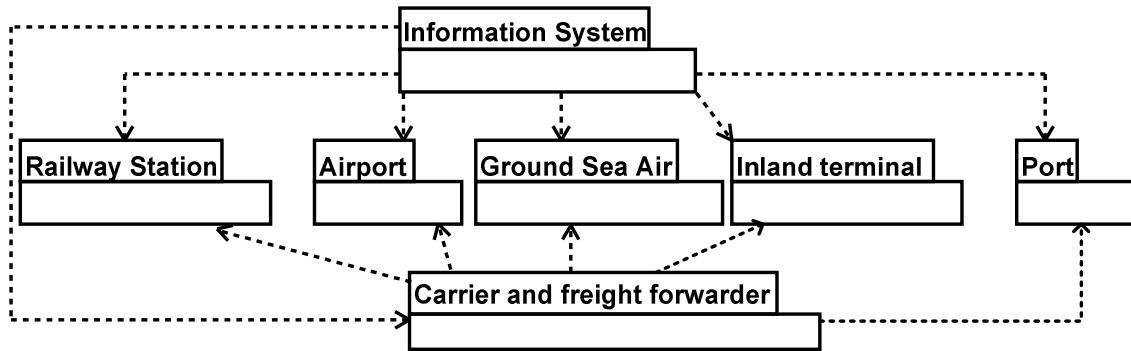 Information System
Railway Station
Airport
Ground Sea Air
Inland terminal
Port
Carrier and freight forwarder